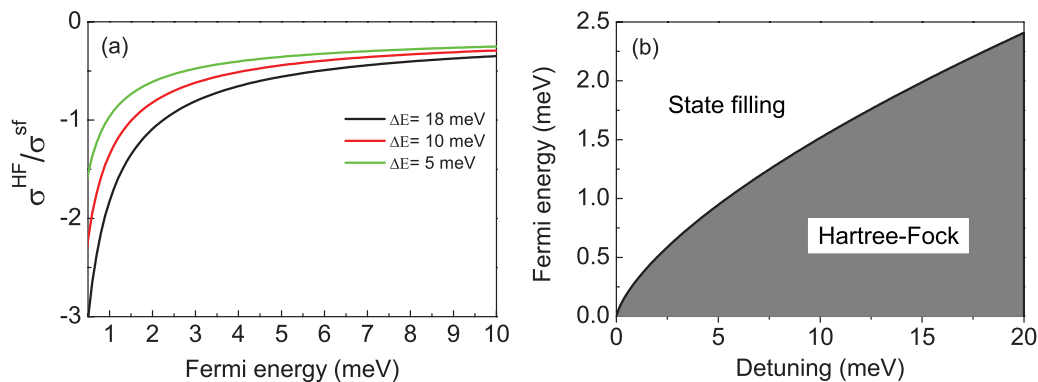 (a)
0
-1
-2
-3
σ^HF/σ^sf
ΔE= 18 meV
ΔE= 10 meV
ΔE= 5 meV
1 2 3 4 5 6 7 8 9 10
Fermi energy (meV)
(b)
2.5
2.0
1.5
1.0
0.5
0.0
Fermi energy (meV)
State filling
Hartree-Fock
0 5 10 15 20
Detuning (meV)